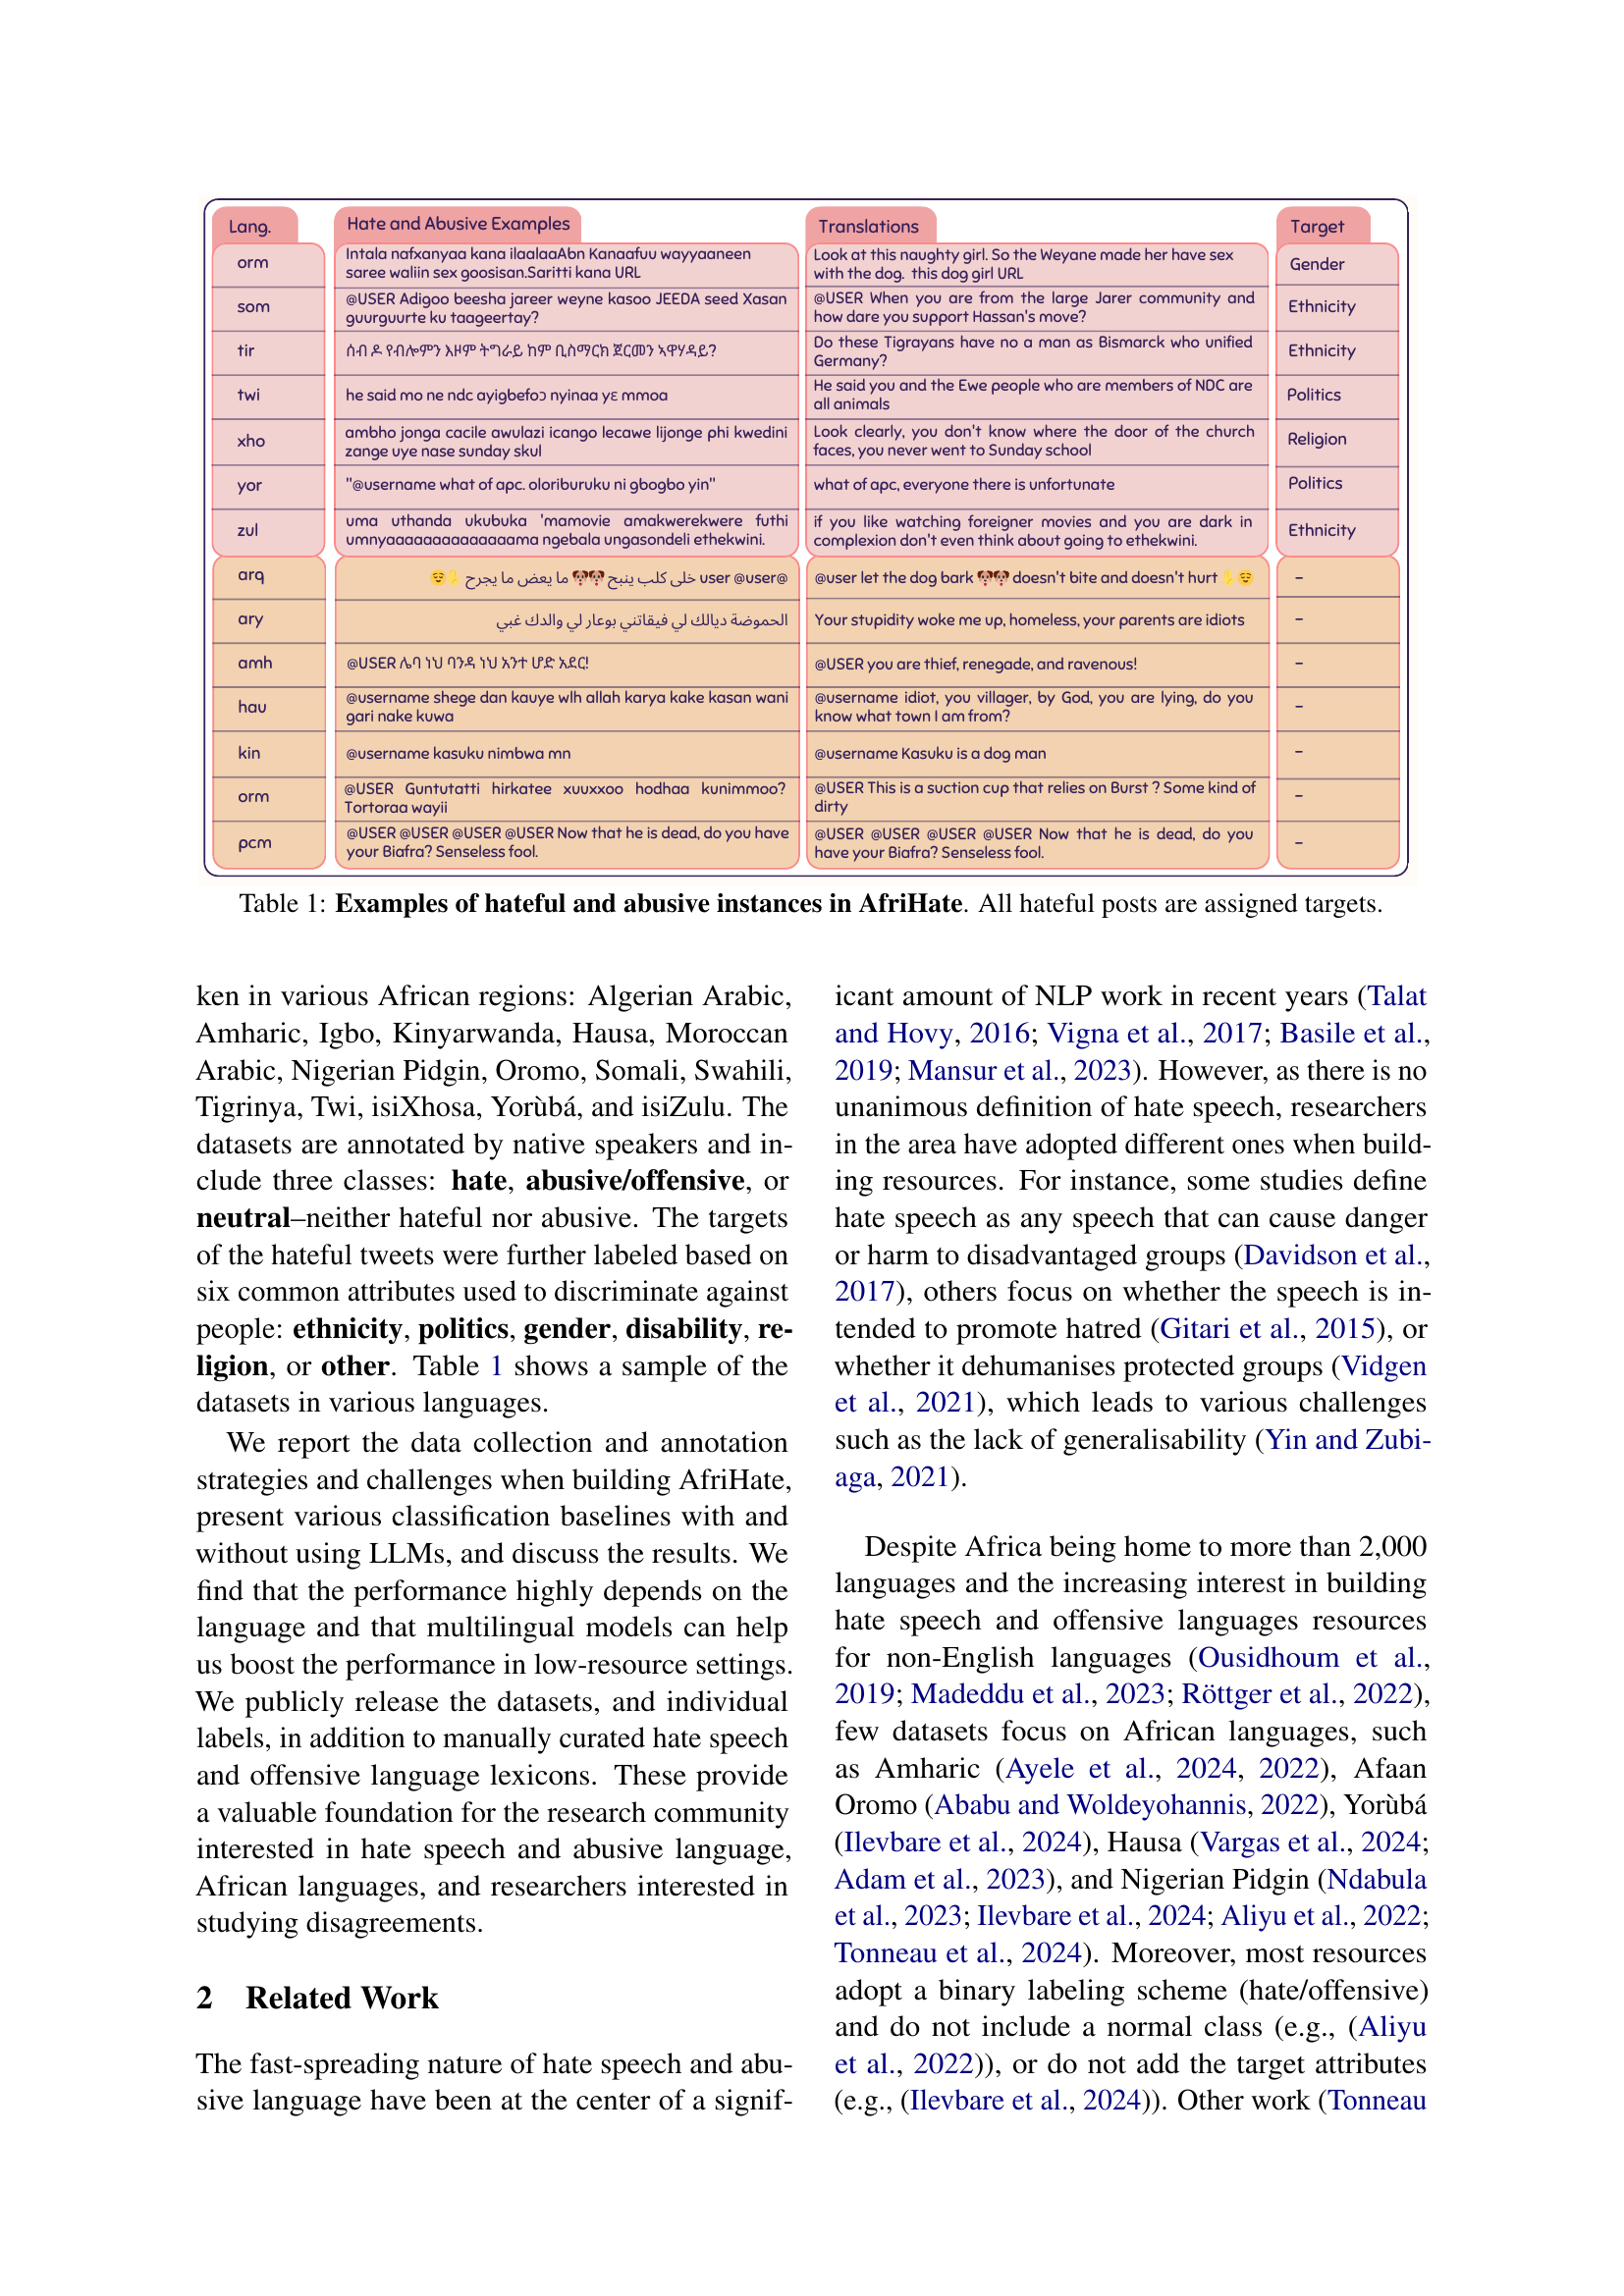 Lang. Hate and Abusive Examples Translations Target
orm Intala nafxanyaa kana ilaalaaAbn Kanaafuu wayyaaneen saree waliin sex goosisan.Saritti kana URL Look at this naughty girl. So the Weyane made her have sex with the dog. this dog girl URL Gender
som @USER Adigoo beesha jareer weyne kasoo JEEDA seed Xasan guurguurte ku taageertay? @USER When you are from the large Jarer community and how dare you support Hassan's move? Ethnicity
tir ሰብ ዶ የብሎምን እዞም ትግራይ ከም ቢስማርክ ጀርመን ኣዋሃዳይ? Do these Tigrayans have no a man as Bismarck who unified Germany? Ethnicity
twi he said mo ne ndc ayigbefoɔ nyinaa yɛ mmoa He said you and the Ewe people who are members of NDC are all animals Politics
xho ambho jonga cacile awulazi icango lecawe lijonge phi kwedini zange uye nase sunday skul Look clearly, you don't know where the door of the church faces, you never went to Sunday school Religion
yor "@username what of apc. oloriburuku ni gbogbo yin" what of apc, everyone there is unfortunate Politics
zul uma uthanda ukubuka 'mamovie amakwerekwere futhi umnyaaaaaaaaaaaaaama ngebala ungasondeli ethekwini. if you like watching foreigner movies and you are dark in complexion don't even think about going to ethekwini. Ethnicity
arq @user @user خلى كلب ينبح 🐶🐶 ما يعض ما يجرح 👌😌 @user let the dog bark 🐶🐶 doesn't bite and doesn't hurt 👌😌 –
ary الحموضة ديالك لي فيقاتني بوعار لي والدك غبي Your stupidity woke me up, homeless, your parents are idiots –
amh @USER ሌባ ነህ ባንዳ ነህ አንተ ሆድ አደር! @USER you are thief, renegade, and ravenous! –
hau @username shege dan kauye wlh allah karya kake kasan wani gari nake kuwa @username idiot, you villager, by God, you are lying, do you know what town I am from? –
kin @username kasuku nimbwa mn @username Kasuku is a dog man –
orm @USER Guntutatti hirkatee xuuxxoo hodhaa kunimmoo? Tortoraa wayii @USER This is a suction cup that relies on Burst ? Some kind of dirty –
pcm @USER @USER @USER @USER Now that he is dead, do you have your Biafra? Senseless fool. @USER @USER @USER @USER Now that he is dead, do you have your Biafra? Senseless fool. –
Table 1: Examples of hateful and abusive instances in AfriHate. All hateful posts are assigned targets.
ken in various African regions: Algerian Arabic,
Amharic, Igbo, Kinyarwanda, Hausa, Moroccan
Arabic, Nigerian Pidgin, Oromo, Somali, Swahili,
Tigrinya, Twi, isiXhosa, Yorùbá, and isiZulu. The
datasets are annotated by native speakers and in-
clude three classes: hate, abusive/offensive, or
neutral–neither hateful nor abusive. The targets
of the hateful tweets were further labeled based on
six common attributes used to discriminate against
people: ethnicity, politics, gender, disability, re-
ligion, or other. Table 1 shows a sample of the
datasets in various languages.
We report the data collection and annotation
strategies and challenges when building AfriHate,
present various classification baselines with and
without using LLMs, and discuss the results. We
find that the performance highly depends on the
language and that multilingual models can help
us boost the performance in low-resource settings.
We publicly release the datasets, and individual
labels, in addition to manually curated hate speech
and offensive language lexicons. These provide
a valuable foundation for the research community
interested in hate speech and abusive language,
African languages, and researchers interested in
studying disagreements.
2 Related Work
The fast-spreading nature of hate speech and abu-
sive language have been at the center of a signif-
icant amount of NLP work in recent years (Talat
and Hovy, 2016; Vigna et al., 2017; Basile et al.,
2019; Mansur et al., 2023). However, as there is no
unanimous definition of hate speech, researchers
in the area have adopted different ones when build-
ing resources. For instance, some studies define
hate speech as any speech that can cause danger
or harm to disadvantaged groups (Davidson et al.,
2017), others focus on whether the speech is in-
tended to promote hatred (Gitari et al., 2015), or
whether it dehumanises protected groups (Vidgen
et al., 2021), which leads to various challenges
such as the lack of generalisability (Yin and Zubi-
aga, 2021).
Despite Africa being home to more than 2,000
languages and the increasing interest in building
hate speech and offensive languages resources
for non-English languages (Ousidhoum et al.,
2019; Madeddu et al., 2023; Röttger et al., 2022),
few datasets focus on African languages, such
as Amharic (Ayele et al., 2024, 2022), Afaan
Oromo (Ababu and Woldeyohannis, 2022), Yorùbá
(Ilevbare et al., 2024), Hausa (Vargas et al., 2024;
Adam et al., 2023), and Nigerian Pidgin (Ndabula
et al., 2023; Ilevbare et al., 2024; Aliyu et al., 2022;
Tonneau et al., 2024). Moreover, most resources
adopt a binary labeling scheme (hate/offensive)
and do not include a normal class (e.g., (Aliyu
et al., 2022)), or do not add the target attributes
(e.g., (Ilevbare et al., 2024)). Other work (Tonneau